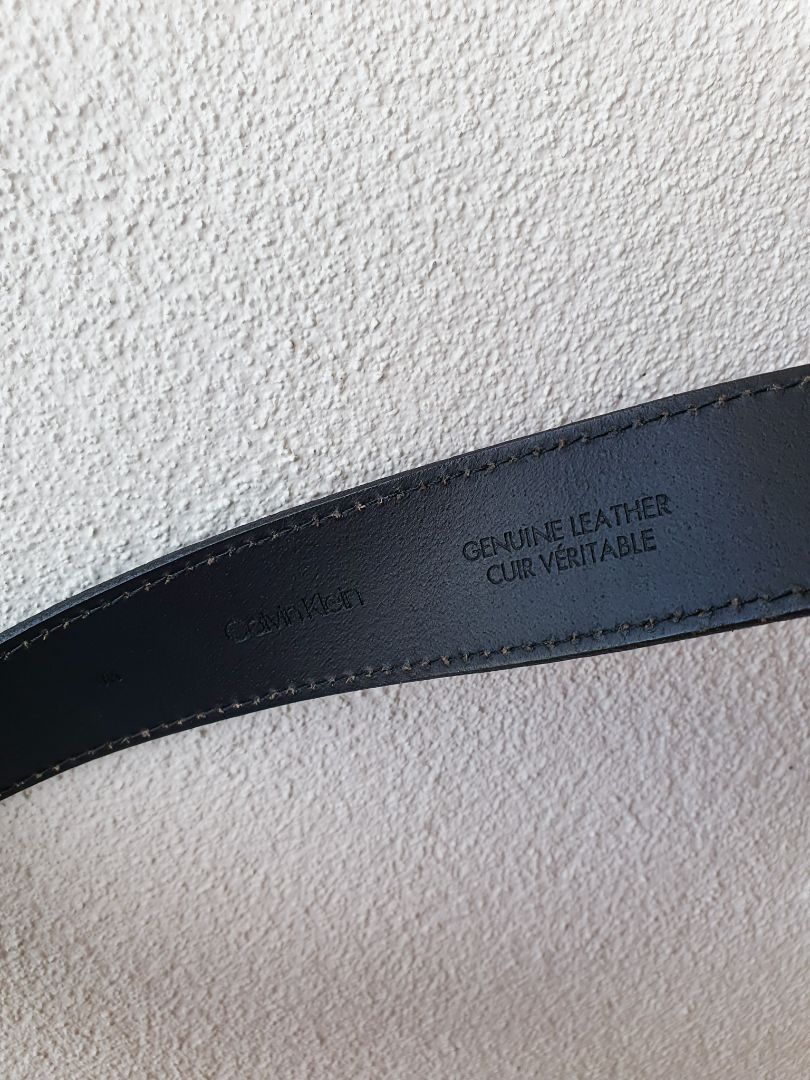 Calvin Klein
GENUINE LEATHER
CUIR VÉRITABLE